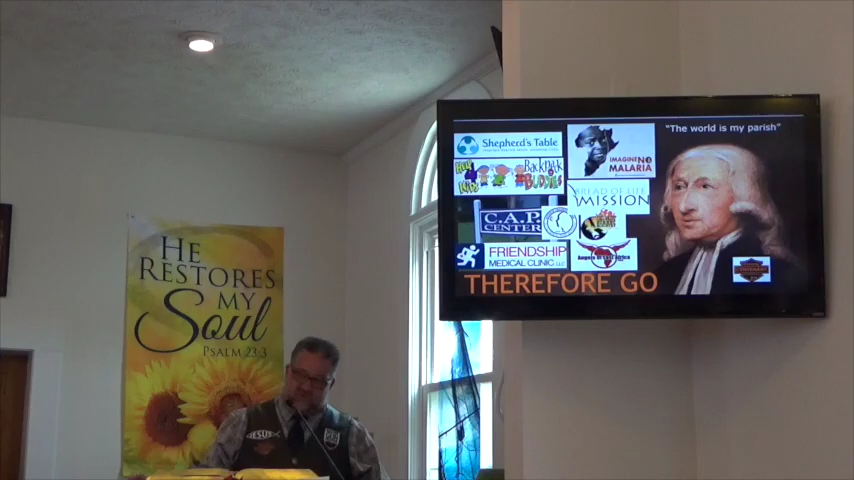 HE
RESTORES
MY
Soul
PSALM 23:3
JESUS
"The world is my parish"
Shepherd's Table
IMAGINE NO
MALARIA
Backpack
BUDDIES
BREAD OF LIFE
MISSION
C.A.P.
CENTER
FRIENDSHIP
MEDICAL CLINIC LLC
THEREFORE GO